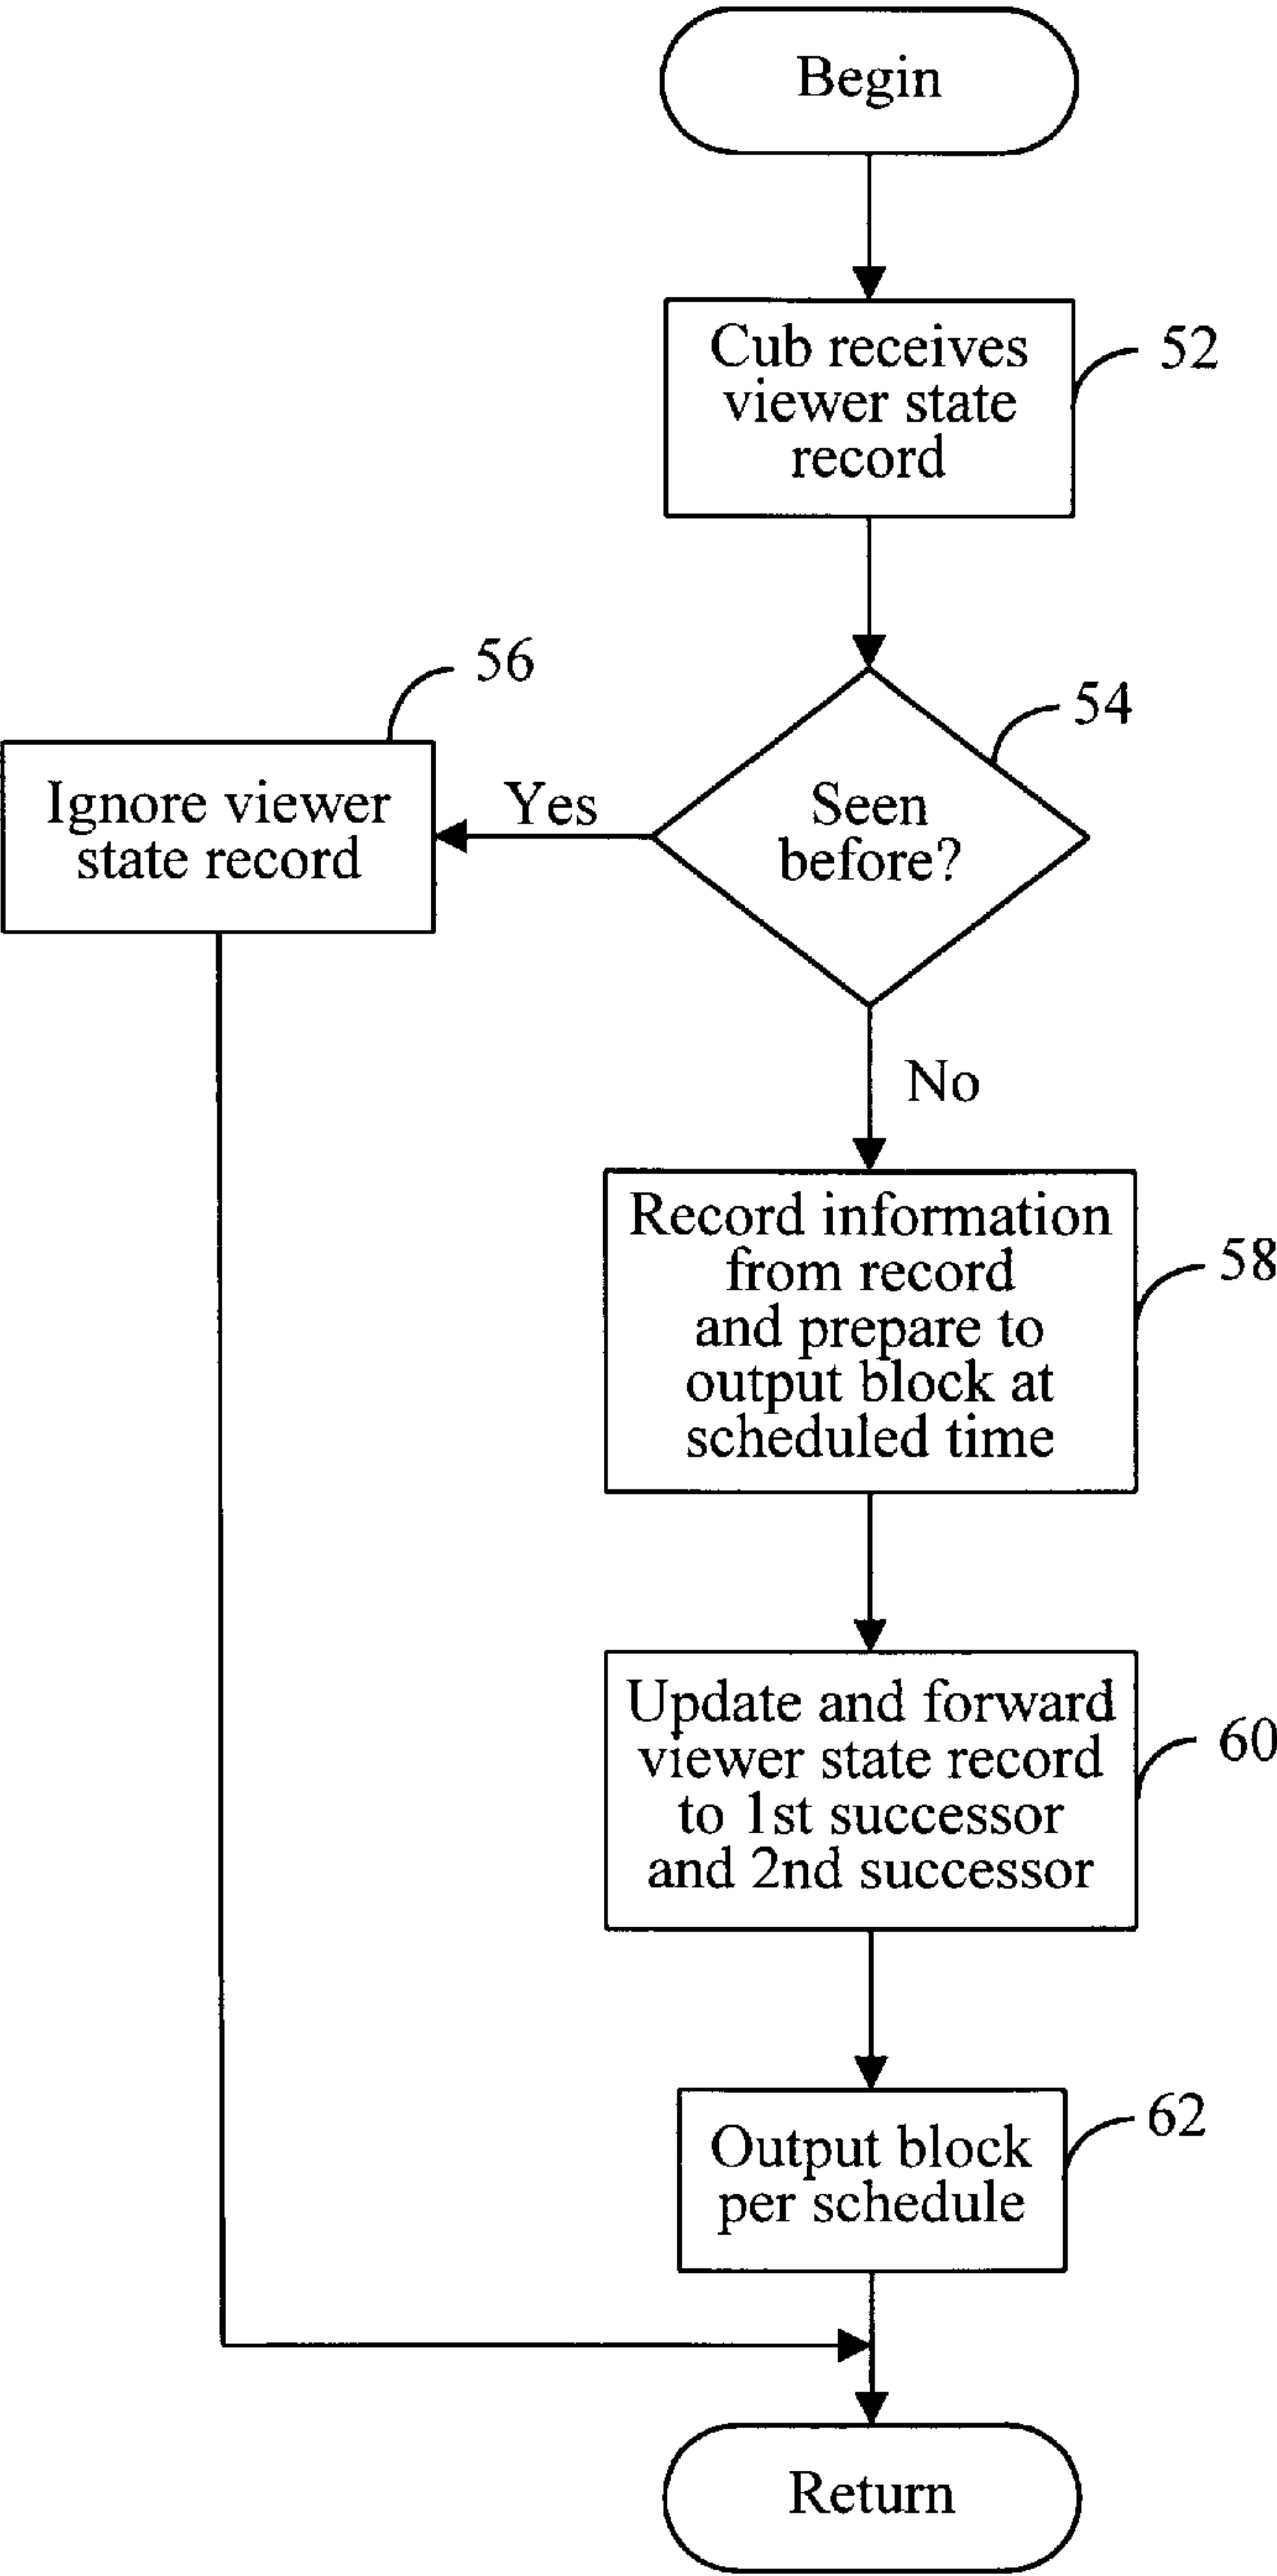 Begin
Cub receives
viewer state
record
52
56
54
Ignore viewer
state record
Yes
Seen
before?
No
Record information
from record
and prepare to
output block at
scheduled time
58
Update and forward
viewer state record
to 1st successor
and 2nd successor
60
Output block
per schedule
62
Return